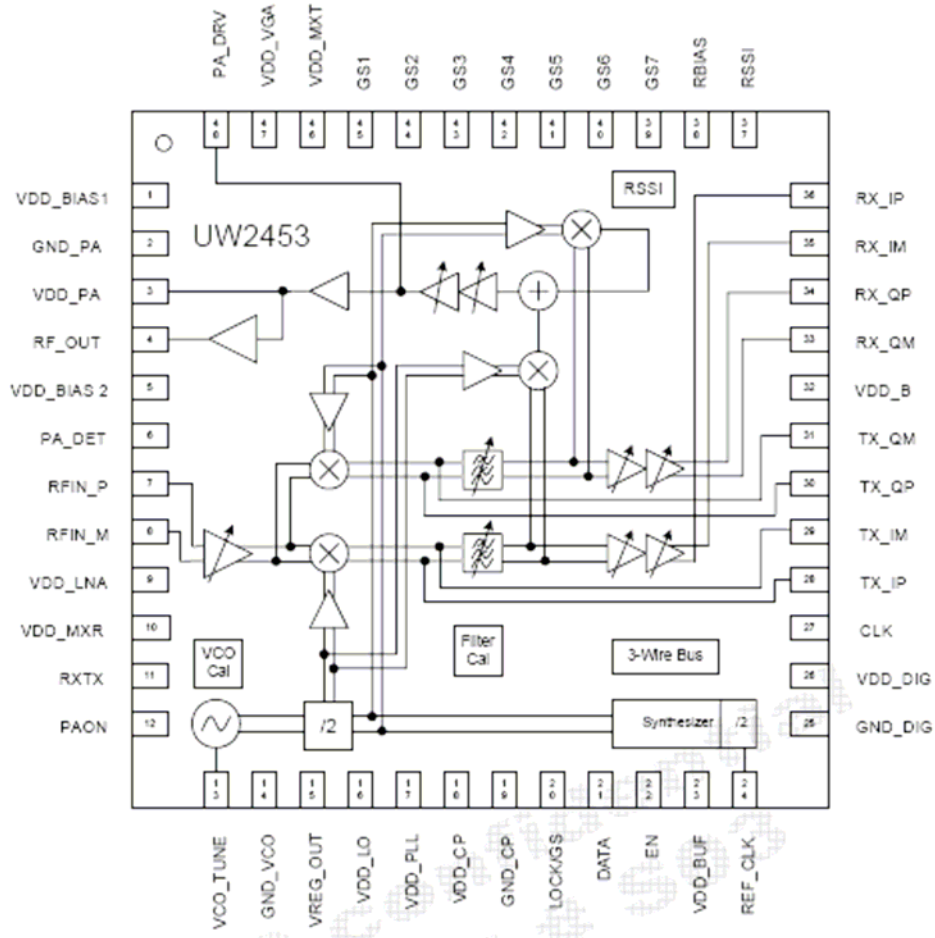 PA_DRV
VDD_VGA
VDD_MXT
GS1
GS2
GS3
GS4
GS5
GS6
GS7
RBIAS
RSSI
48
47
46
45
44
43
42
41
40
39
38
37
VDD_BIAS1
1
GND_PA
2
VDD_PA
3
RF_OUT
4
VDD_BIAS 2
5
PA_DET
6
RFIN_P
7
RFIN_M
8
VDD_LNA
9
VDD_MXR
10
RXTX
11
PAON
12
UW2453
RSSI
VCO
Cal
Filter
Cal
3-Wire Bus
/2
Synthesizer
/2
36
RX_IP
35
RX_IM
34
RX_QP
33
RX_QM
32
VDD_B
31
TX_QM
30
TX_QP
29
TX_IM
28
TX_IP
27
CLK
26
VDD_DIG
25
GND_DIG
13
14
15
16
17
18
19
20
21
22
23
24
VCO_TUNE
GND_VCO
VREG_OUT
VDD_LO
VDD_PLL
VDD_CP
GND_CP
LOCK/GS
DATA
EN
VDD_BUF
REF_CLK